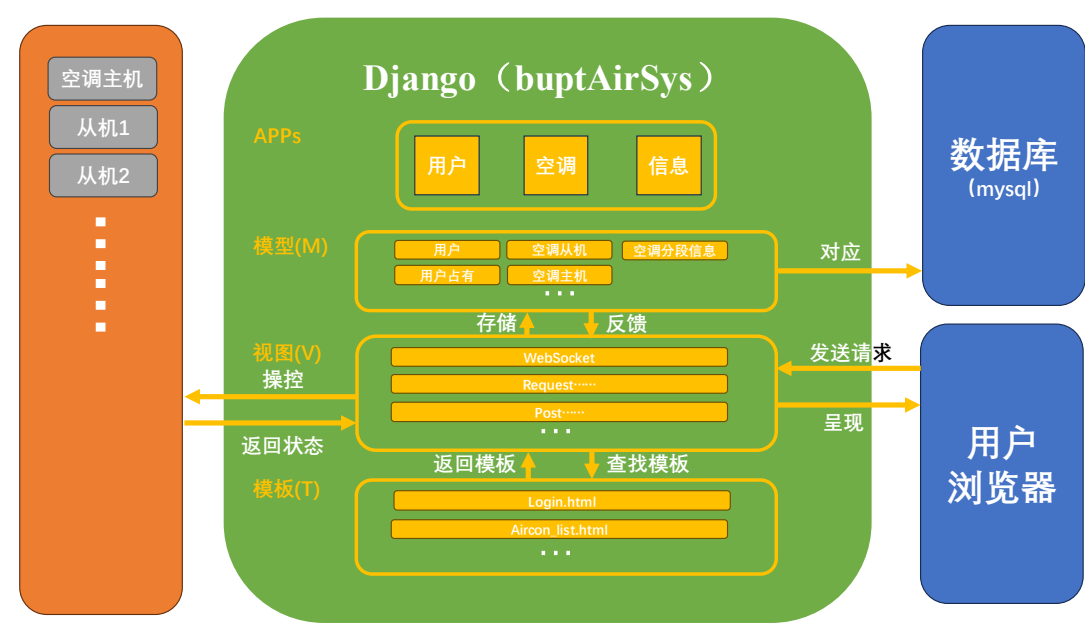 空调主机
从机1
从机2
Django（buptAirSys）
APPs
用户
空调
信息
模型(M)
用户
空调从机
空调分段信息
用户占有
空调主机
...
对应
存储
反馈
视图(V)
WebSocket
Request……
Post……
...
操控
返回状态
发送请求
呈现
返回模板
查找模板
模板(T)
Login.html
Aircon_list.html
...
数据库
(mysql)
用户
浏览器